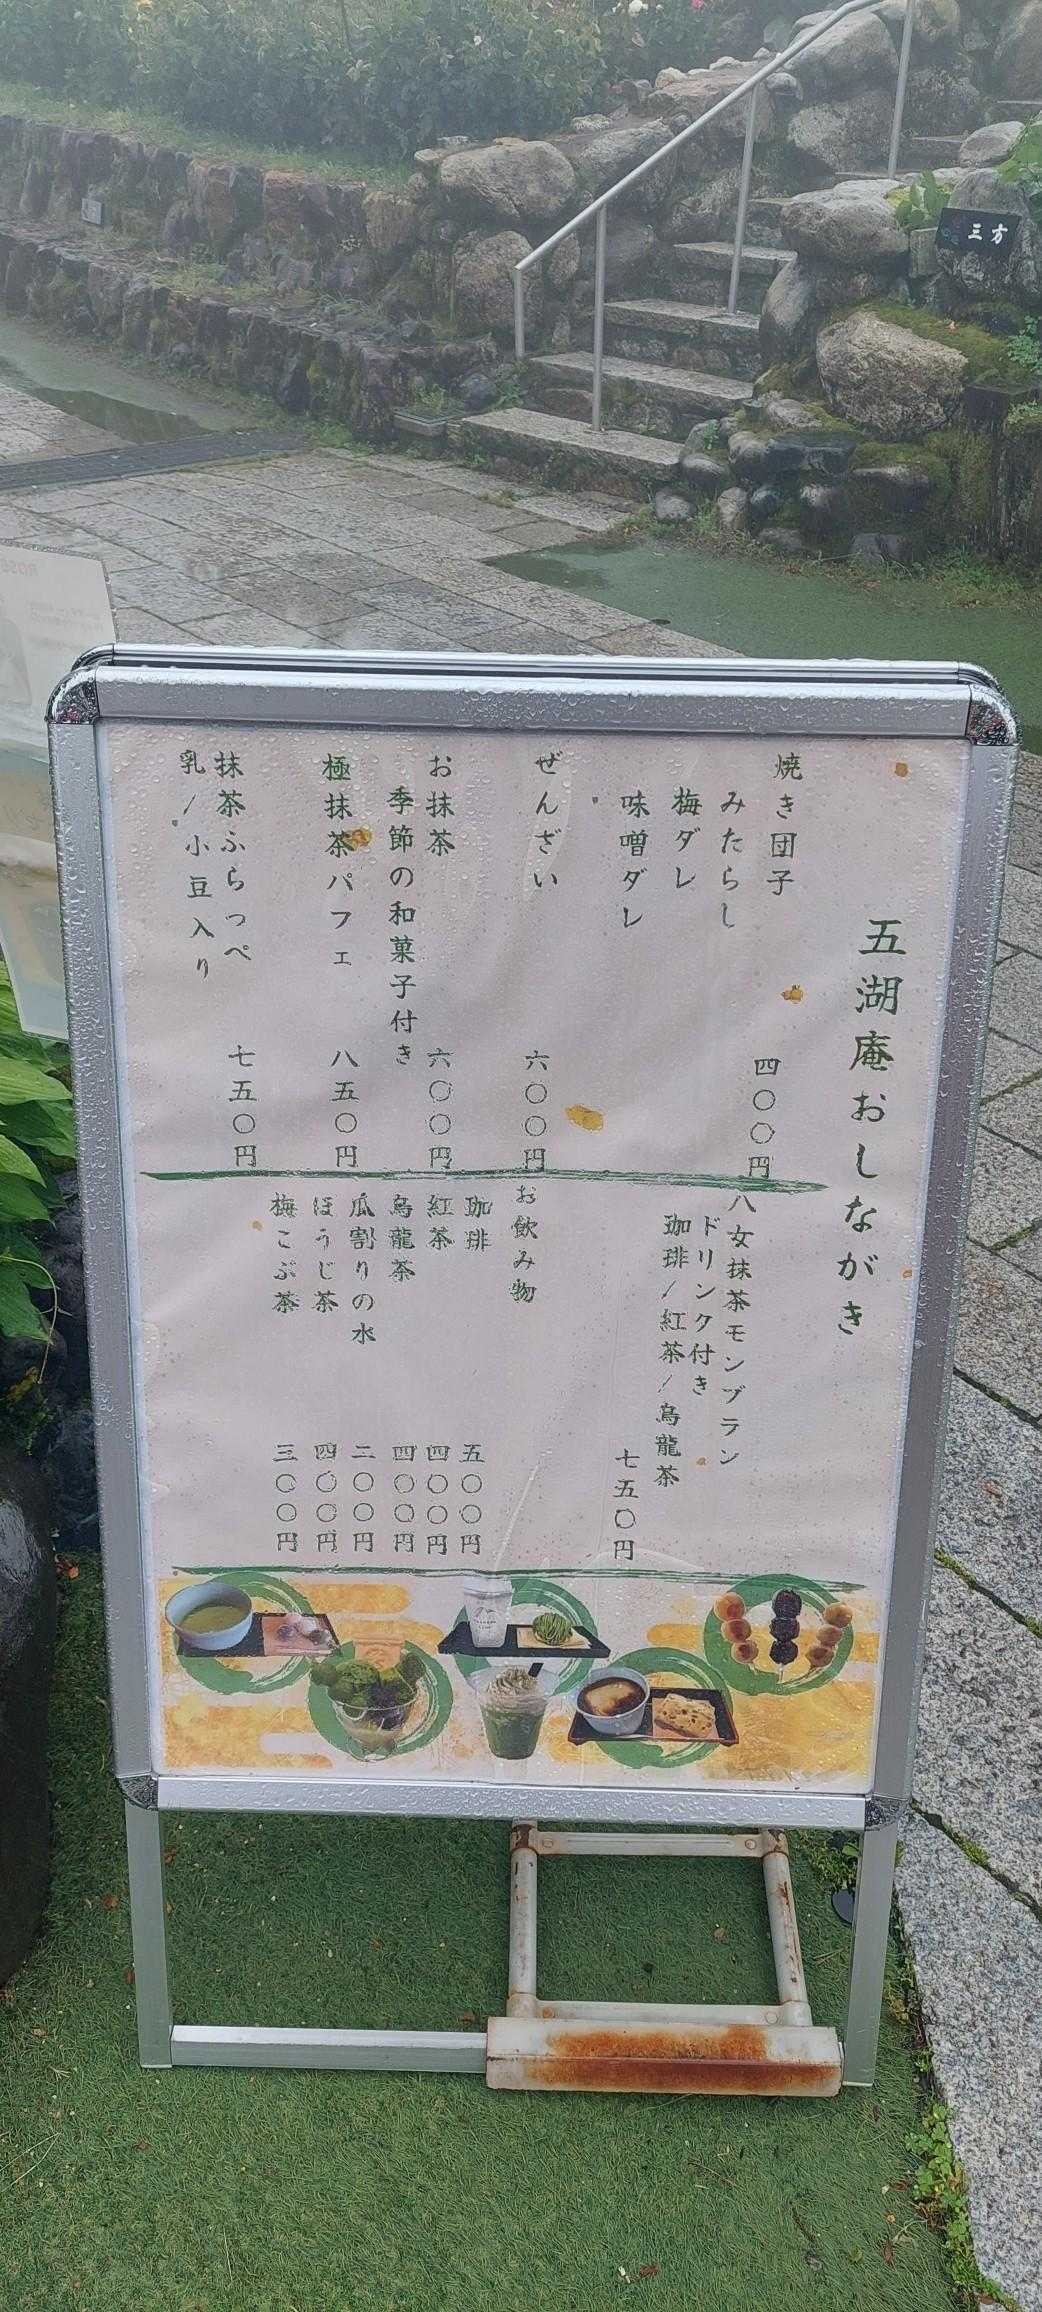 三方
五湖庵おしながき
焼き団子
みたらし
梅ダレ
味噌ダレ
四〇〇円
ぜんざい
六〇〇円
お抹茶
季節の和菓子付き
六〇〇円
極抹茶パフェ
八五〇円
抹茶ふらっぺ
乳/小豆入り
七五〇円
八女抹茶モンブラン
ドリンク付き
珈琲/紅茶/烏龍茶
七五〇円
お飲み物
珈琲
五〇〇円
紅茶
四〇〇円
烏龍茶
四〇〇円
瓜割りの水
二〇〇円
ほうじ茶
四〇〇円
梅こぶ茶
三〇〇円